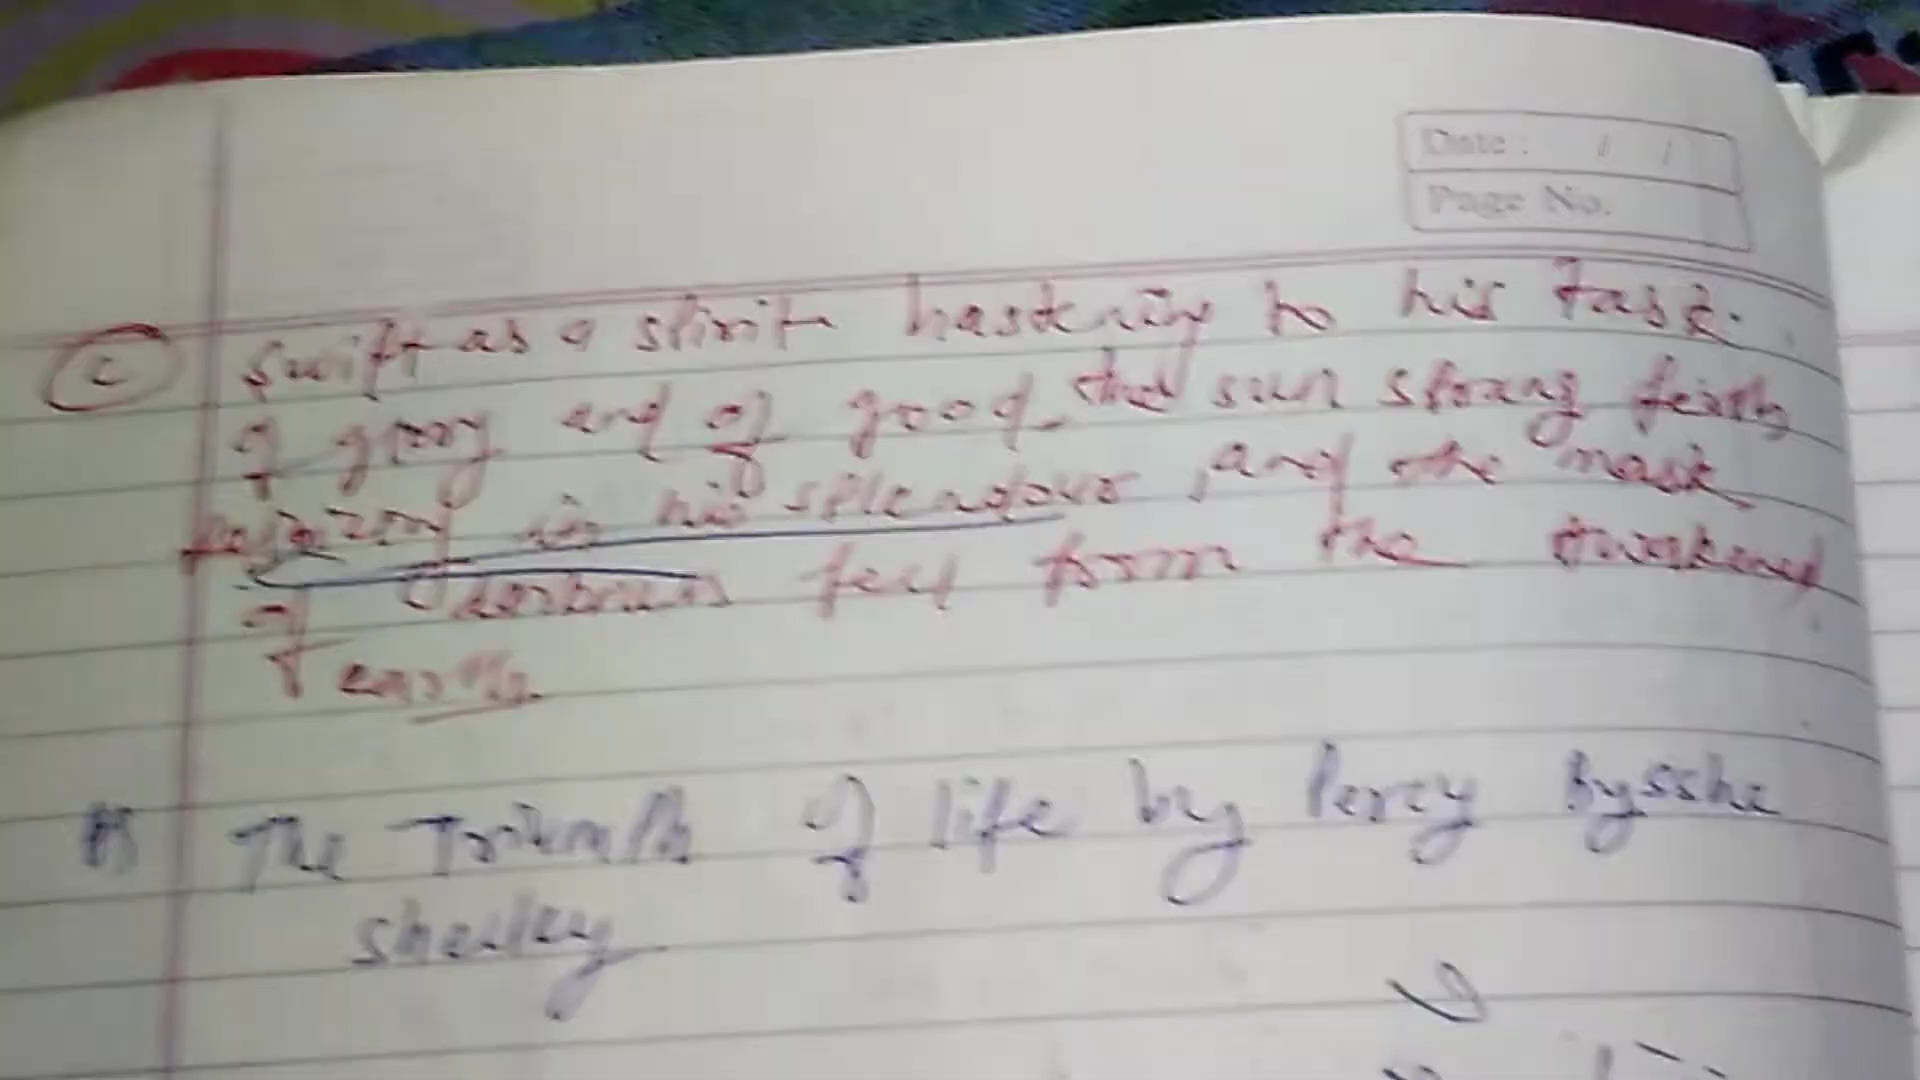 Date : / /
Page No.
c swift as a spirit hastening to his task
of glory and of good, the sun sprang forth
rejoicing in his splendour, and the mask
of darkness fell from the awakened
earth
The Triumph of life by Percy Bysshe
shelley